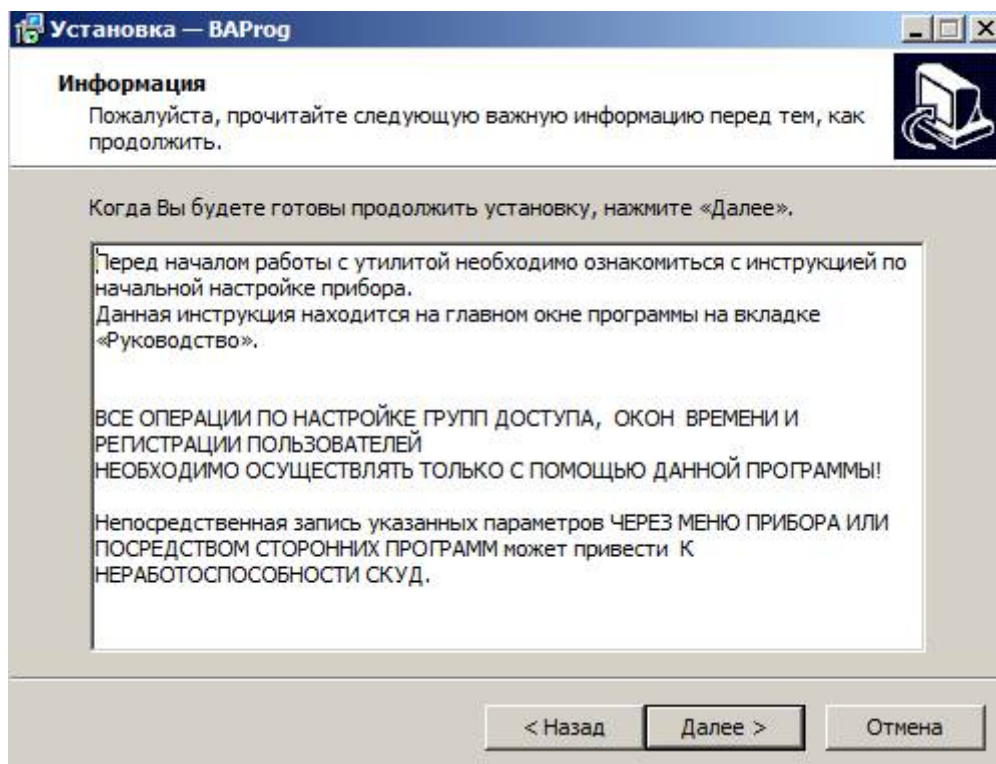 Установка — BAProg
Информация
Пожалуйста, прочитайте следующую важную информацию перед тем, как
продолжить.
Когда Вы будете готовы продолжить установку, нажмите «Далее».
Перед началом работы с утилитой необходимо ознакомиться с инструкцией по
начальной настройке прибора.
Данная инструкция находится на главном окне программы на вкладке
«Руководство».
ВСЕ ОПЕРАЦИИ ПО НАСТРОЙКЕ ГРУПП ДОСТУПА, ОКОН ВРЕМЕНИ И
РЕГИСТРАЦИИ ПОЛЬЗОВАТЕЛЕЙ
НЕОБХОДИМО ОСУЩЕСТВЛЯТЬ ТОЛЬКО С ПОМОЩЬЮ ДАННОЙ ПРОГРАММЫ!
Непосредственная запись указанных параметров ЧЕРЕЗ МЕНЮ ПРИБОРА ИЛИ
ПОСРЕДСТВОМ СТОРОННИХ ПРОГРАММ может привести К
НЕРАБОТОСПОСОБНОСТИ СКУД.
< Назад Далее > Отмена